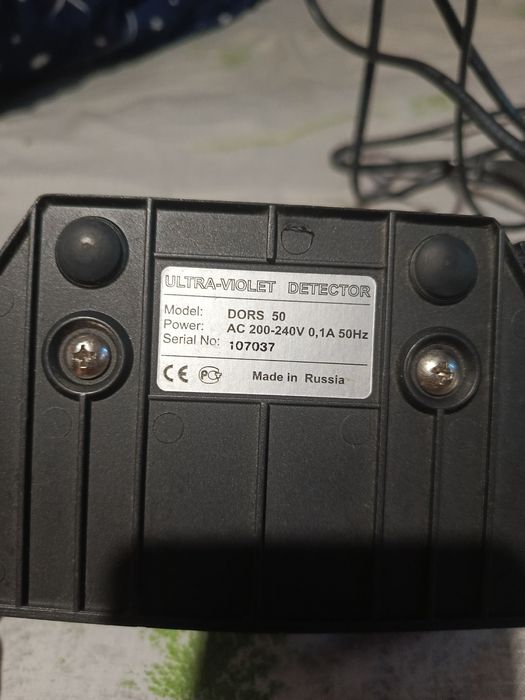 ULTRA-VIOLET DETECTOR
Model: DORS 50
Power: AC 200-240V 0,1A 50Hz
Serial No: 107037
CE PC Made in Russia